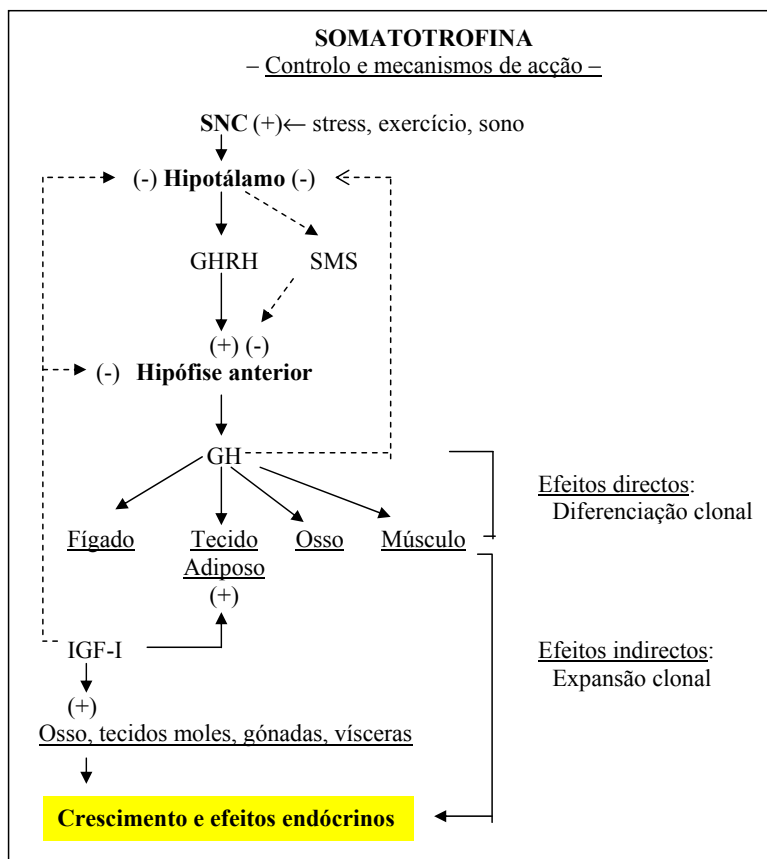 SOMATOTROFINA
– Controlo e mecanismos de acção –
SNC (+)← stress, exercício, sono
(-) Hipotálamo (-)
GHRH SMS
(+) (-)
(-) Hipófise anterior
GH
Efeitos directos:
Diferenciação clonal
Fígado Tecido Osso Músculo
Adiposo
(+)
IGF-I
Efeitos indirectos:
Expansão clonal
(+)
Osso, tecidos moles, gónadas, vísceras
Crescimento e efeitos endócrinos